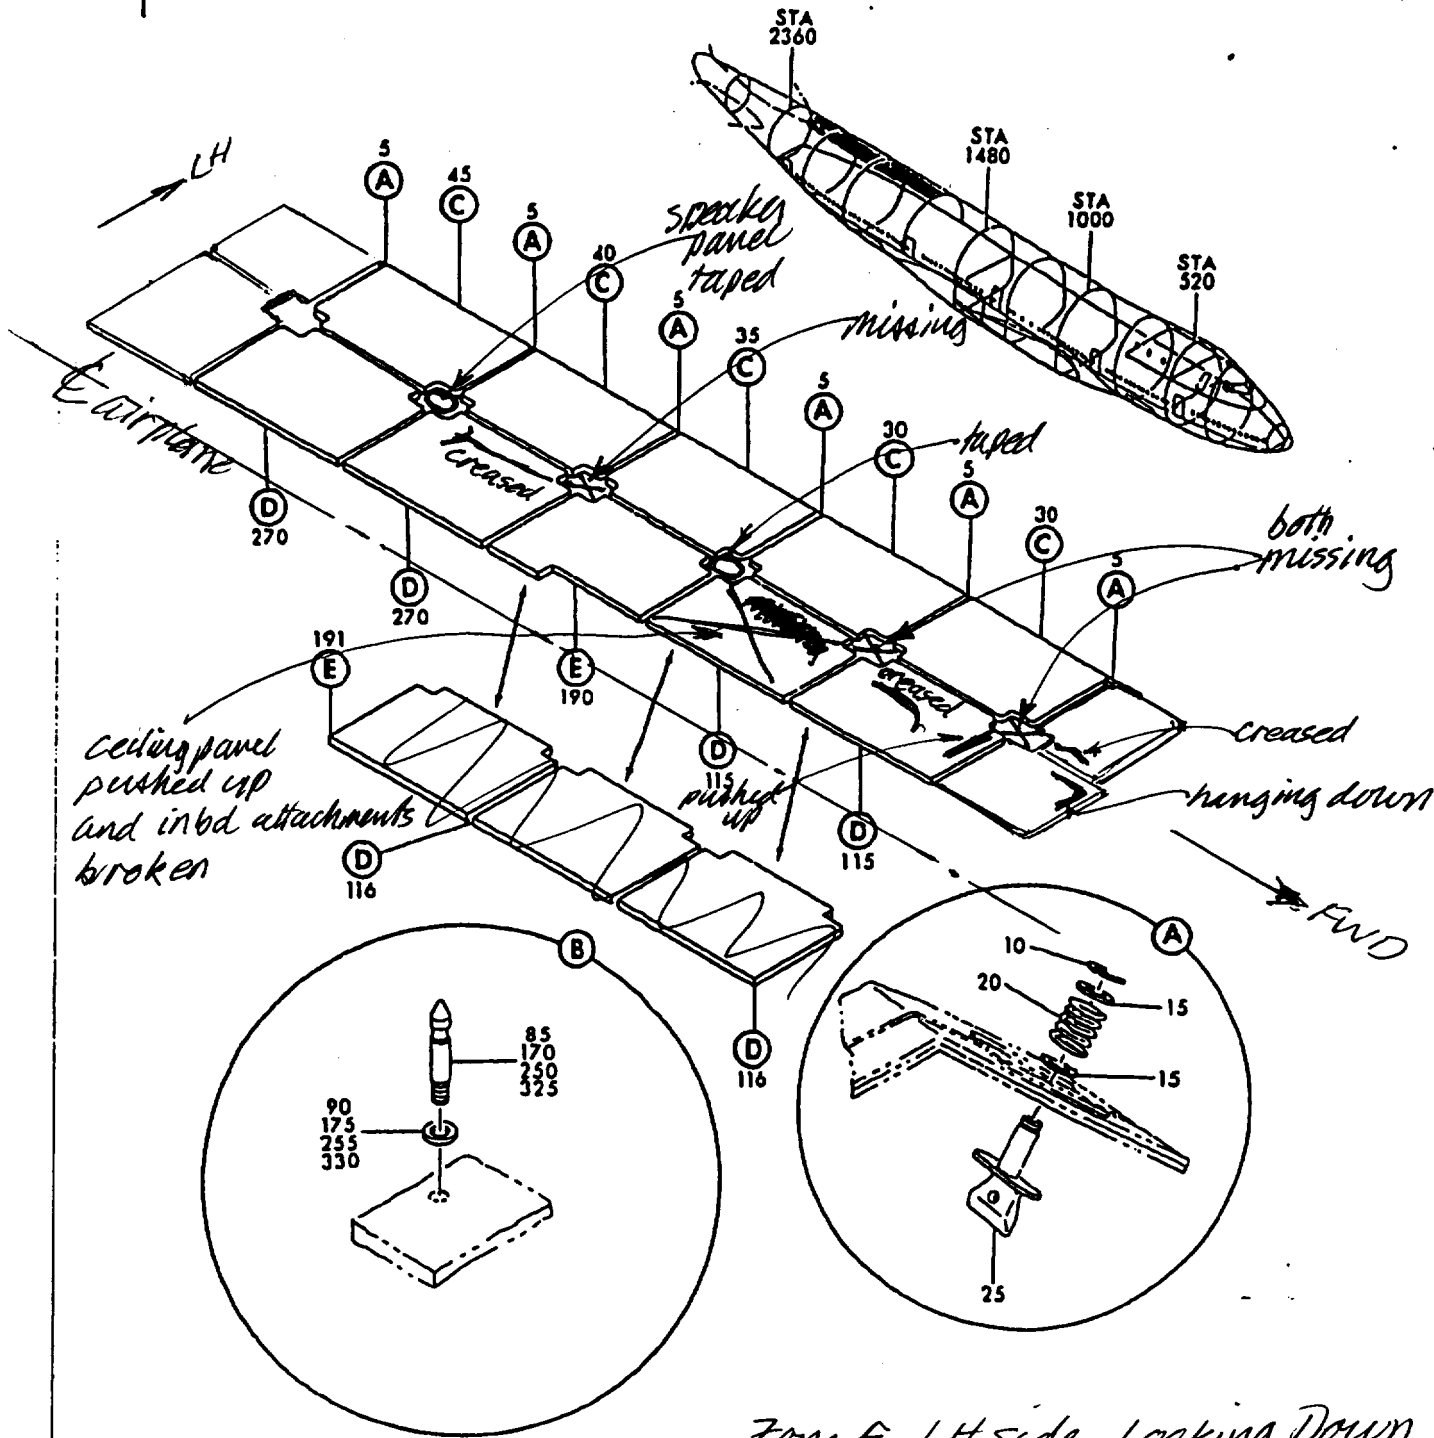 STA
2360
STA
1480
STA
1000
STA
520
LH
5
A
45
C
5
A
40
C
5
A
35
C
5
A
30
C
5
A
30
C
5
A
speaker
panel
taped
missing
taped
both
missing
℄ airplane
creased
creased
creased
hanging down
pushed
up
FWD
D
270
D
270
E
190
D
115
D
115
191
E
D
116
D
116
ceiling panel
pushed up
and inbd attachments
broken
B
85
170
250
325
90
175
255
330
A
10
20
15
15
25
Zone E LH side Looking Down